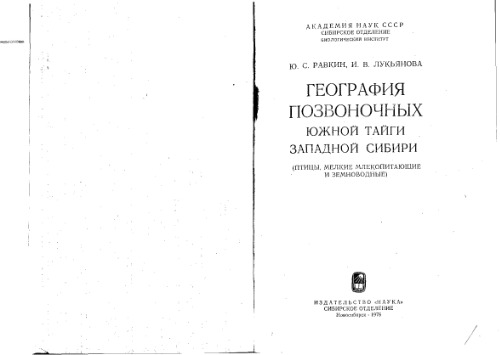 АКАДЕМИЯ НАУК СССР
СИБИРСКОЕ ОТДЕЛЕНИЕ
БИОЛОГИЧЕСКИЙ ИНСТИТУТ
Ю. С. РАВКИН, И. В. ЛУКЬЯНОВА
ГЕОГРАФИЯ
ПОЗВОНОЧНЫХ
ЮЖНОЙ ТАЙГИ
ЗАПАДНОЙ СИБИРИ
(ПТИЦЫ, МЕЛКИЕ МЛЕКОПИТАЮЩИЕ
И ЗЕМНОВОДНЫЕ)
ИЗДАТЕЛЬСТВО «НАУКА»
СИБИРСКОЕ ОТДЕЛЕНИЕ
Новосибирск · 1976